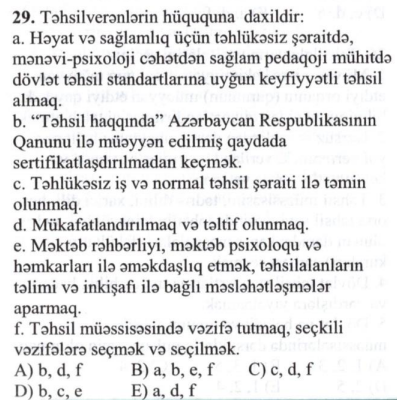 29. Təhsilverənlərin hüququna daxildir:
a. Həyat və sağlamlıq üçün təhlükəsiz şəraitdə,
mənəvi-psixoloji cəhətdən sağlam pedaqoji mühitdə
dövlət təhsil standartlarına uyğun keyfiyyətli təhsil
almaq.
b. “Təhsil haqqında” Azərbaycan Respublikasının
Qanunu ilə müəyyən edilmiş qaydada
sertifikatlaşdırılmadan keçmək.
c. Təhlükəsiz iş və normal təhsil şəraiti ilə təmin
olunmaq.
d. Mükafatlandırılmaq və təltif olunmaq.
e. Məktəb rəhbərliyi, məktəb psixoloqu və
həmkarları ilə əməkdaşlıq etmək, təhsilalanların
təlimi və inkişafı ilə bağlı məsləhətləşmələr
aparmaq.
f. Təhsil müəssisəsində vəzifə tutmaq, seçkili
vəzifələrə seçmək və seçilmək.
A) b, d, f B) a, b, e, f C) c, d, f
D) b, c, e E) a, d, f